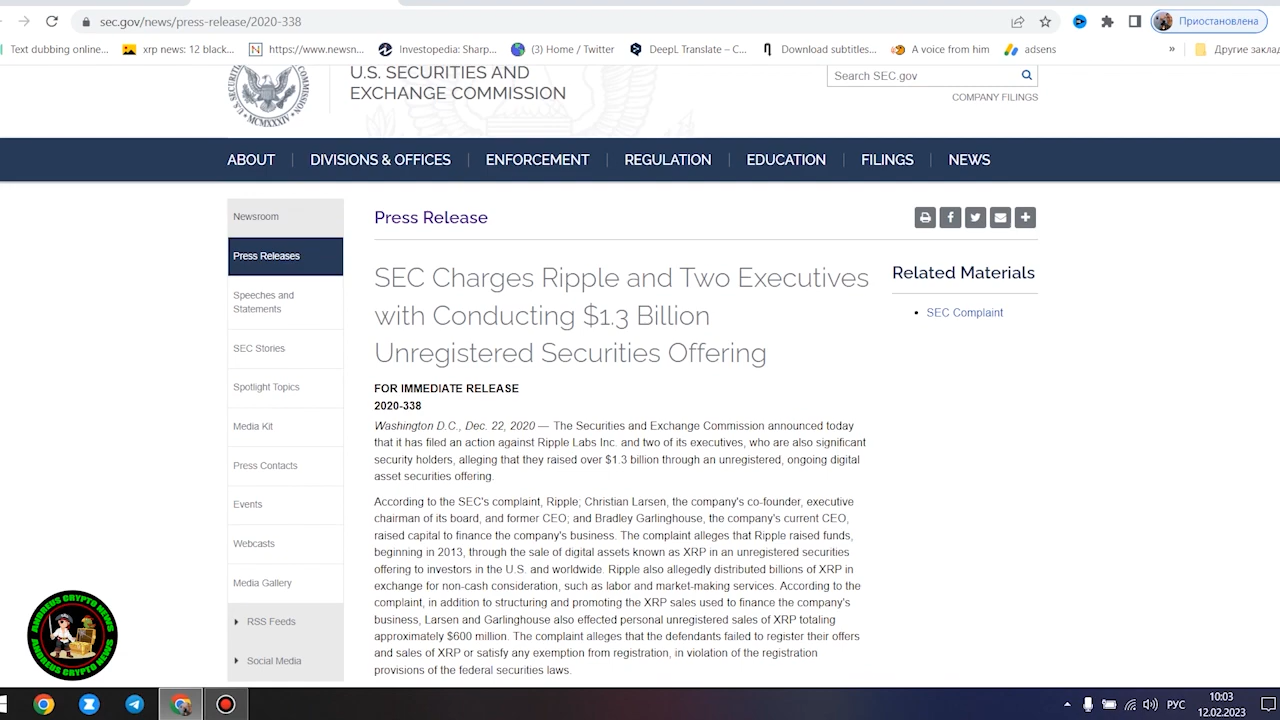 sec.gov/news/press-release/2020-338
Приостановлена
Text dubbing online...
xrp news: 12 black...
https://www.newsn...
Investopedia: Sharp...
(3) Home / Twitter
DeepL Translate – C...
Download subtitles...
A voice from him
adsens
»
Другие закла
U.S. SECURITIES AND
EXCHANGE COMMISSION
MCMXXXIV
Search SEC.gov
COMPANY FILINGS
ABOUT
DIVISIONS & OFFICES
ENFORCEMENT
REGULATION
EDUCATION
FILINGS
NEWS
Newsroom
Press Releases
Speeches and
Statements
SEC Stories
Spotlight Topics
Media Kit
Press Contacts
Events
Webcasts
Media Gallery
RSS Feeds
Social Media
Press Release
SEC Charges Ripple and Two Executives
with Conducting $1.3 Billion
Unregistered Securities Offering
FOR IMMEDIATE RELEASE
2020-338
Washington D.C., Dec. 22, 2020 — The Securities and Exchange Commission announced today
that it has filed an action against Ripple Labs Inc. and two of its executives, who are also significant
security holders, alleging that they raised over $1.3 billion through an unregistered, ongoing digital
asset securities offering.
According to the SEC's complaint, Ripple; Christian Larsen, the company's co-founder, executive
chairman of its board, and former CEO; and Bradley Garlinghouse, the company's current CEO,
raised capital to finance the company's business. The complaint alleges that Ripple raised funds,
beginning in 2013, through the sale of digital assets known as XRP in an unregistered securities
offering to investors in the U.S. and worldwide. Ripple also allegedly distributed billions of XRP in
exchange for non-cash consideration, such as labor and market-making services. According to the
complaint, in addition to structuring and promoting the XRP sales used to finance the company's
business, Larsen and Garlinghouse also effected personal unregistered sales of XRP totaling
approximately $600 million. The complaint alleges that the defendants failed to register their offers
and sales of XRP or satisfy any exemption from registration, in violation of the registration
provisions of the federal securities laws.
Related Materials
SEC Complaint
ANDREUS CRYPTO NEWS
ANDREUS CRYPTO NEWS
РУС
10:03
12.02.2023